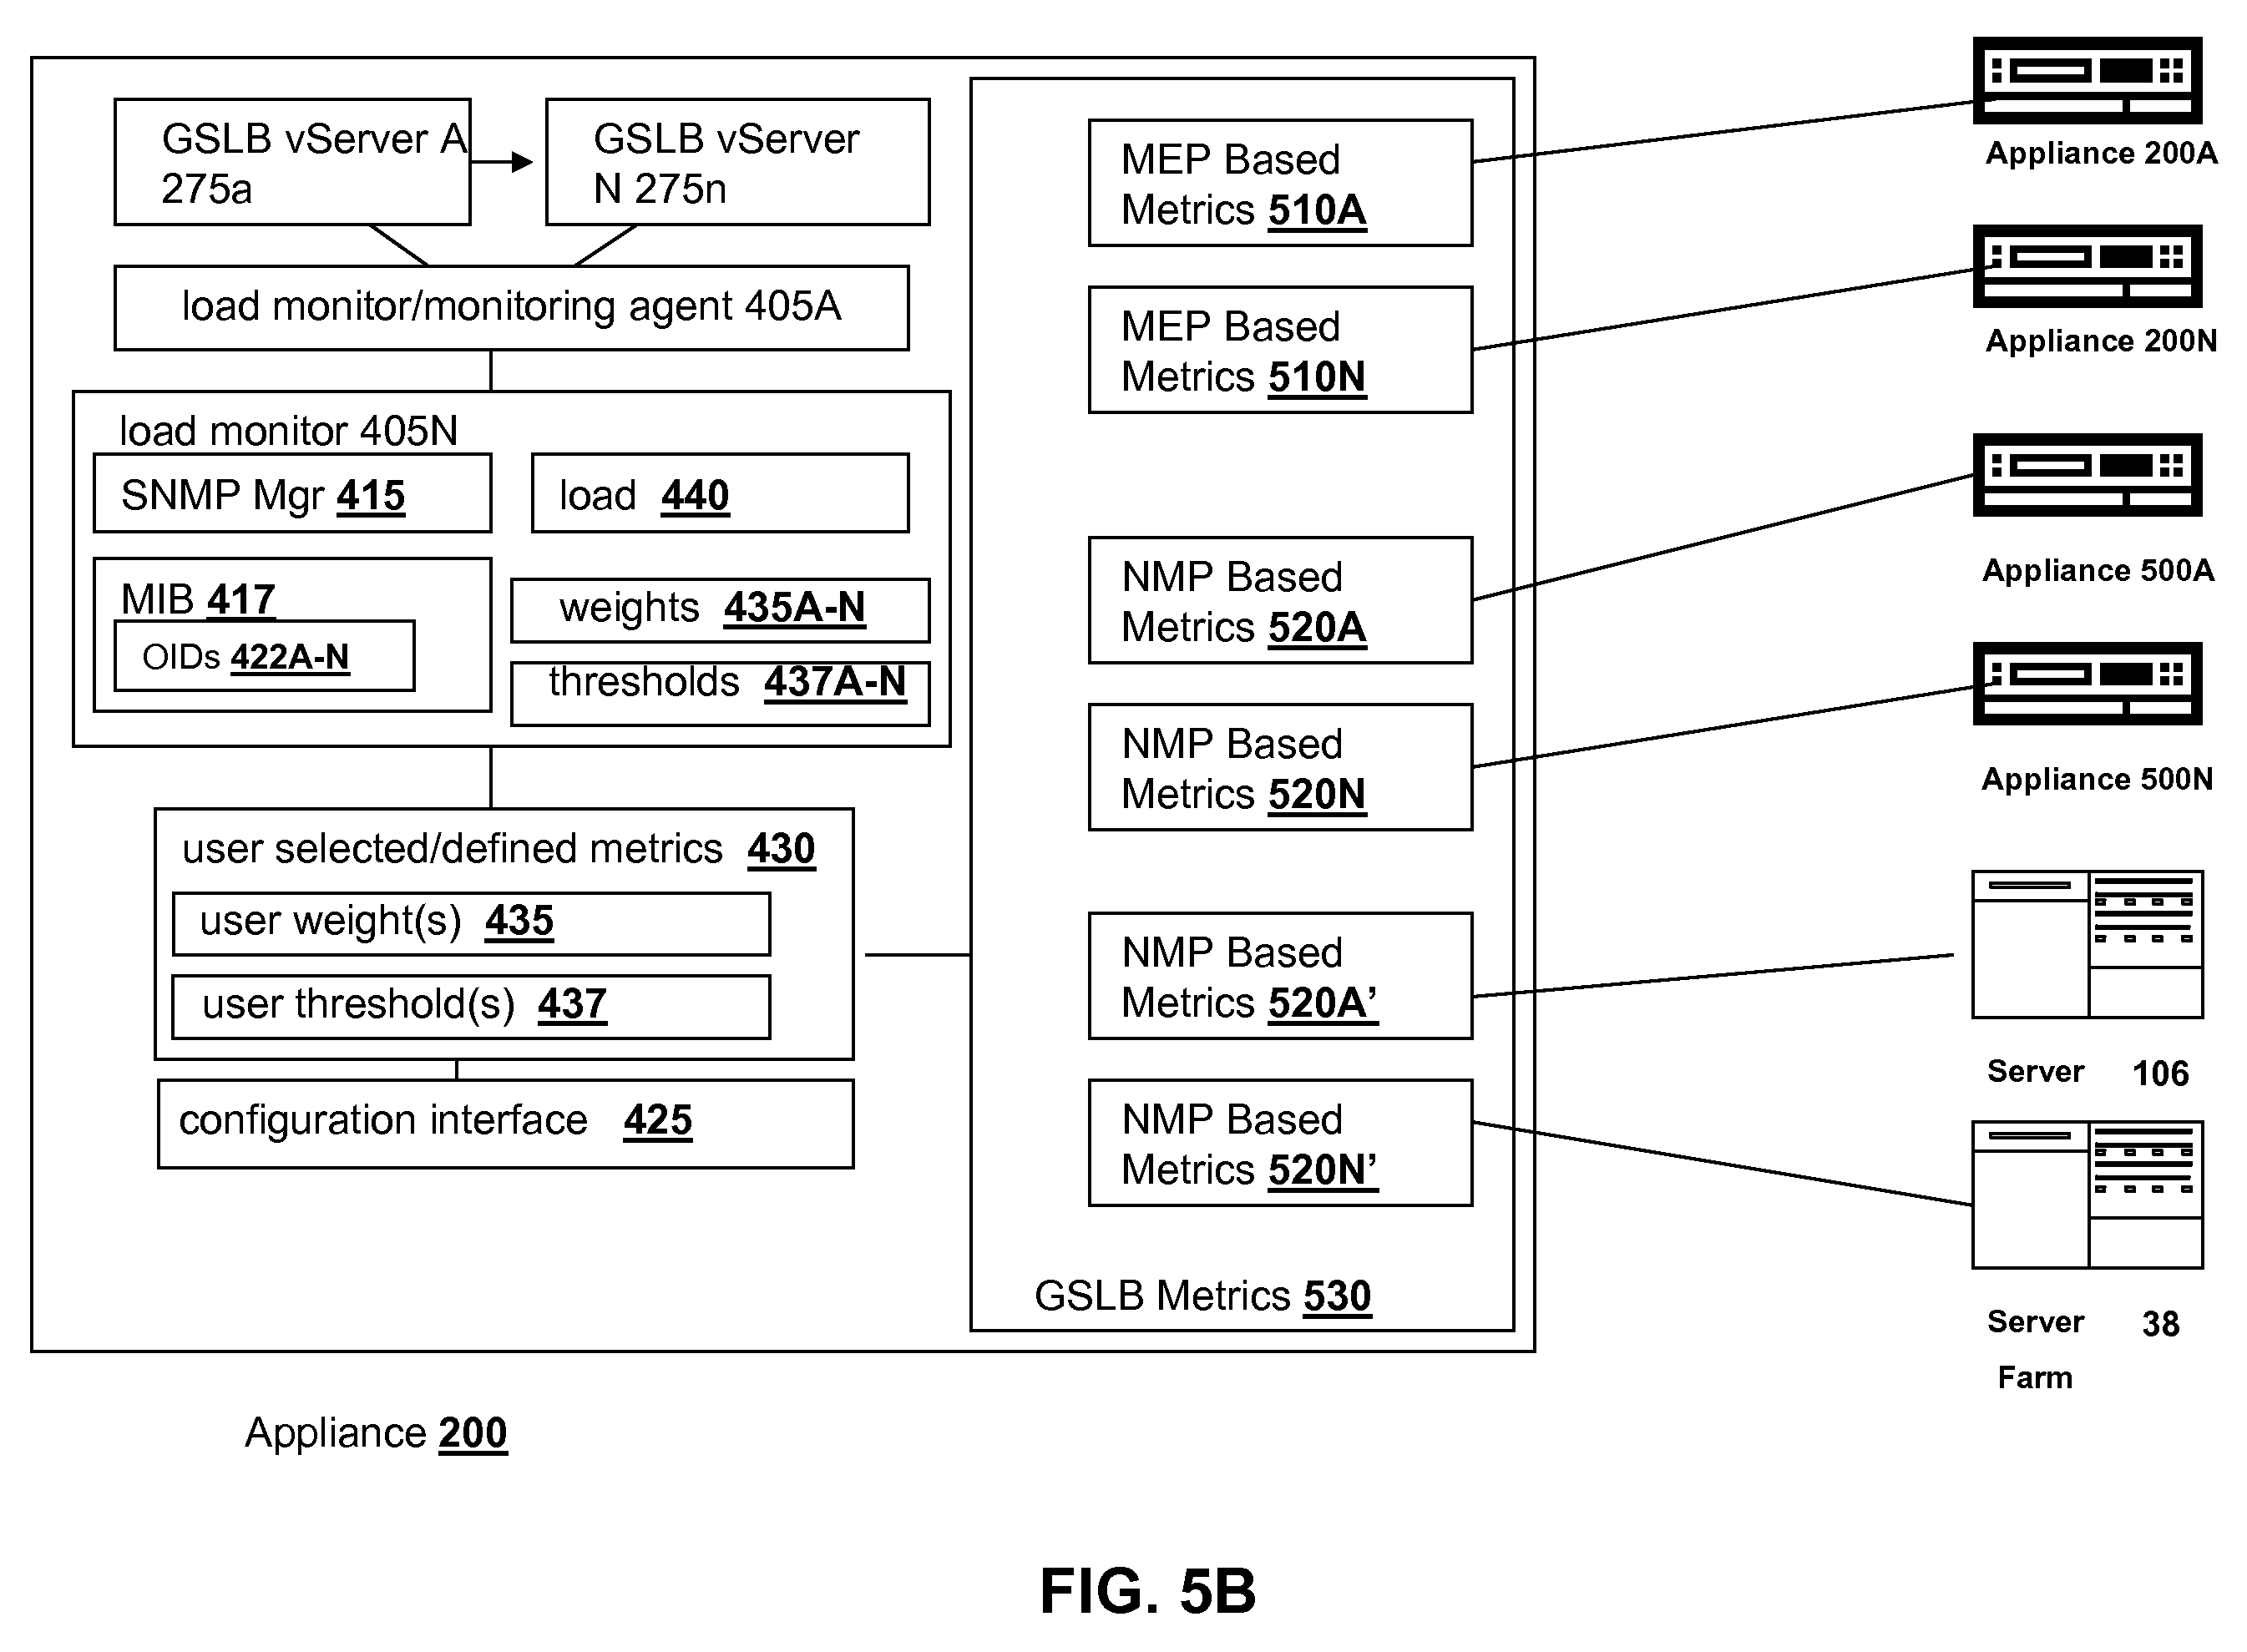 GSLB vServer A
275a
GSLB vServer
N 275n
load monitor/monitoring agent 405A
load monitor 405N
SNMP Mgr 415
load 440
MIB 417
OIDs 422A-N
weights 435A-N
thresholds 437A-N
user selected/defined metrics 430
user weight(s) 435
user threshold(s) 437
configuration interface 425
MEP Based
Metrics 510A
MEP Based
Metrics 510N
NMP Based
Metrics 520A
NMP Based
Metrics 520N
NMP Based
Metrics 520A’
NMP Based
Metrics 520N’
GSLB Metrics 530
Appliance 200A
Appliance 200N
Appliance 500A
Appliance 500N
Server 106
Server 38
Farm
Appliance 200
FIG. 5B